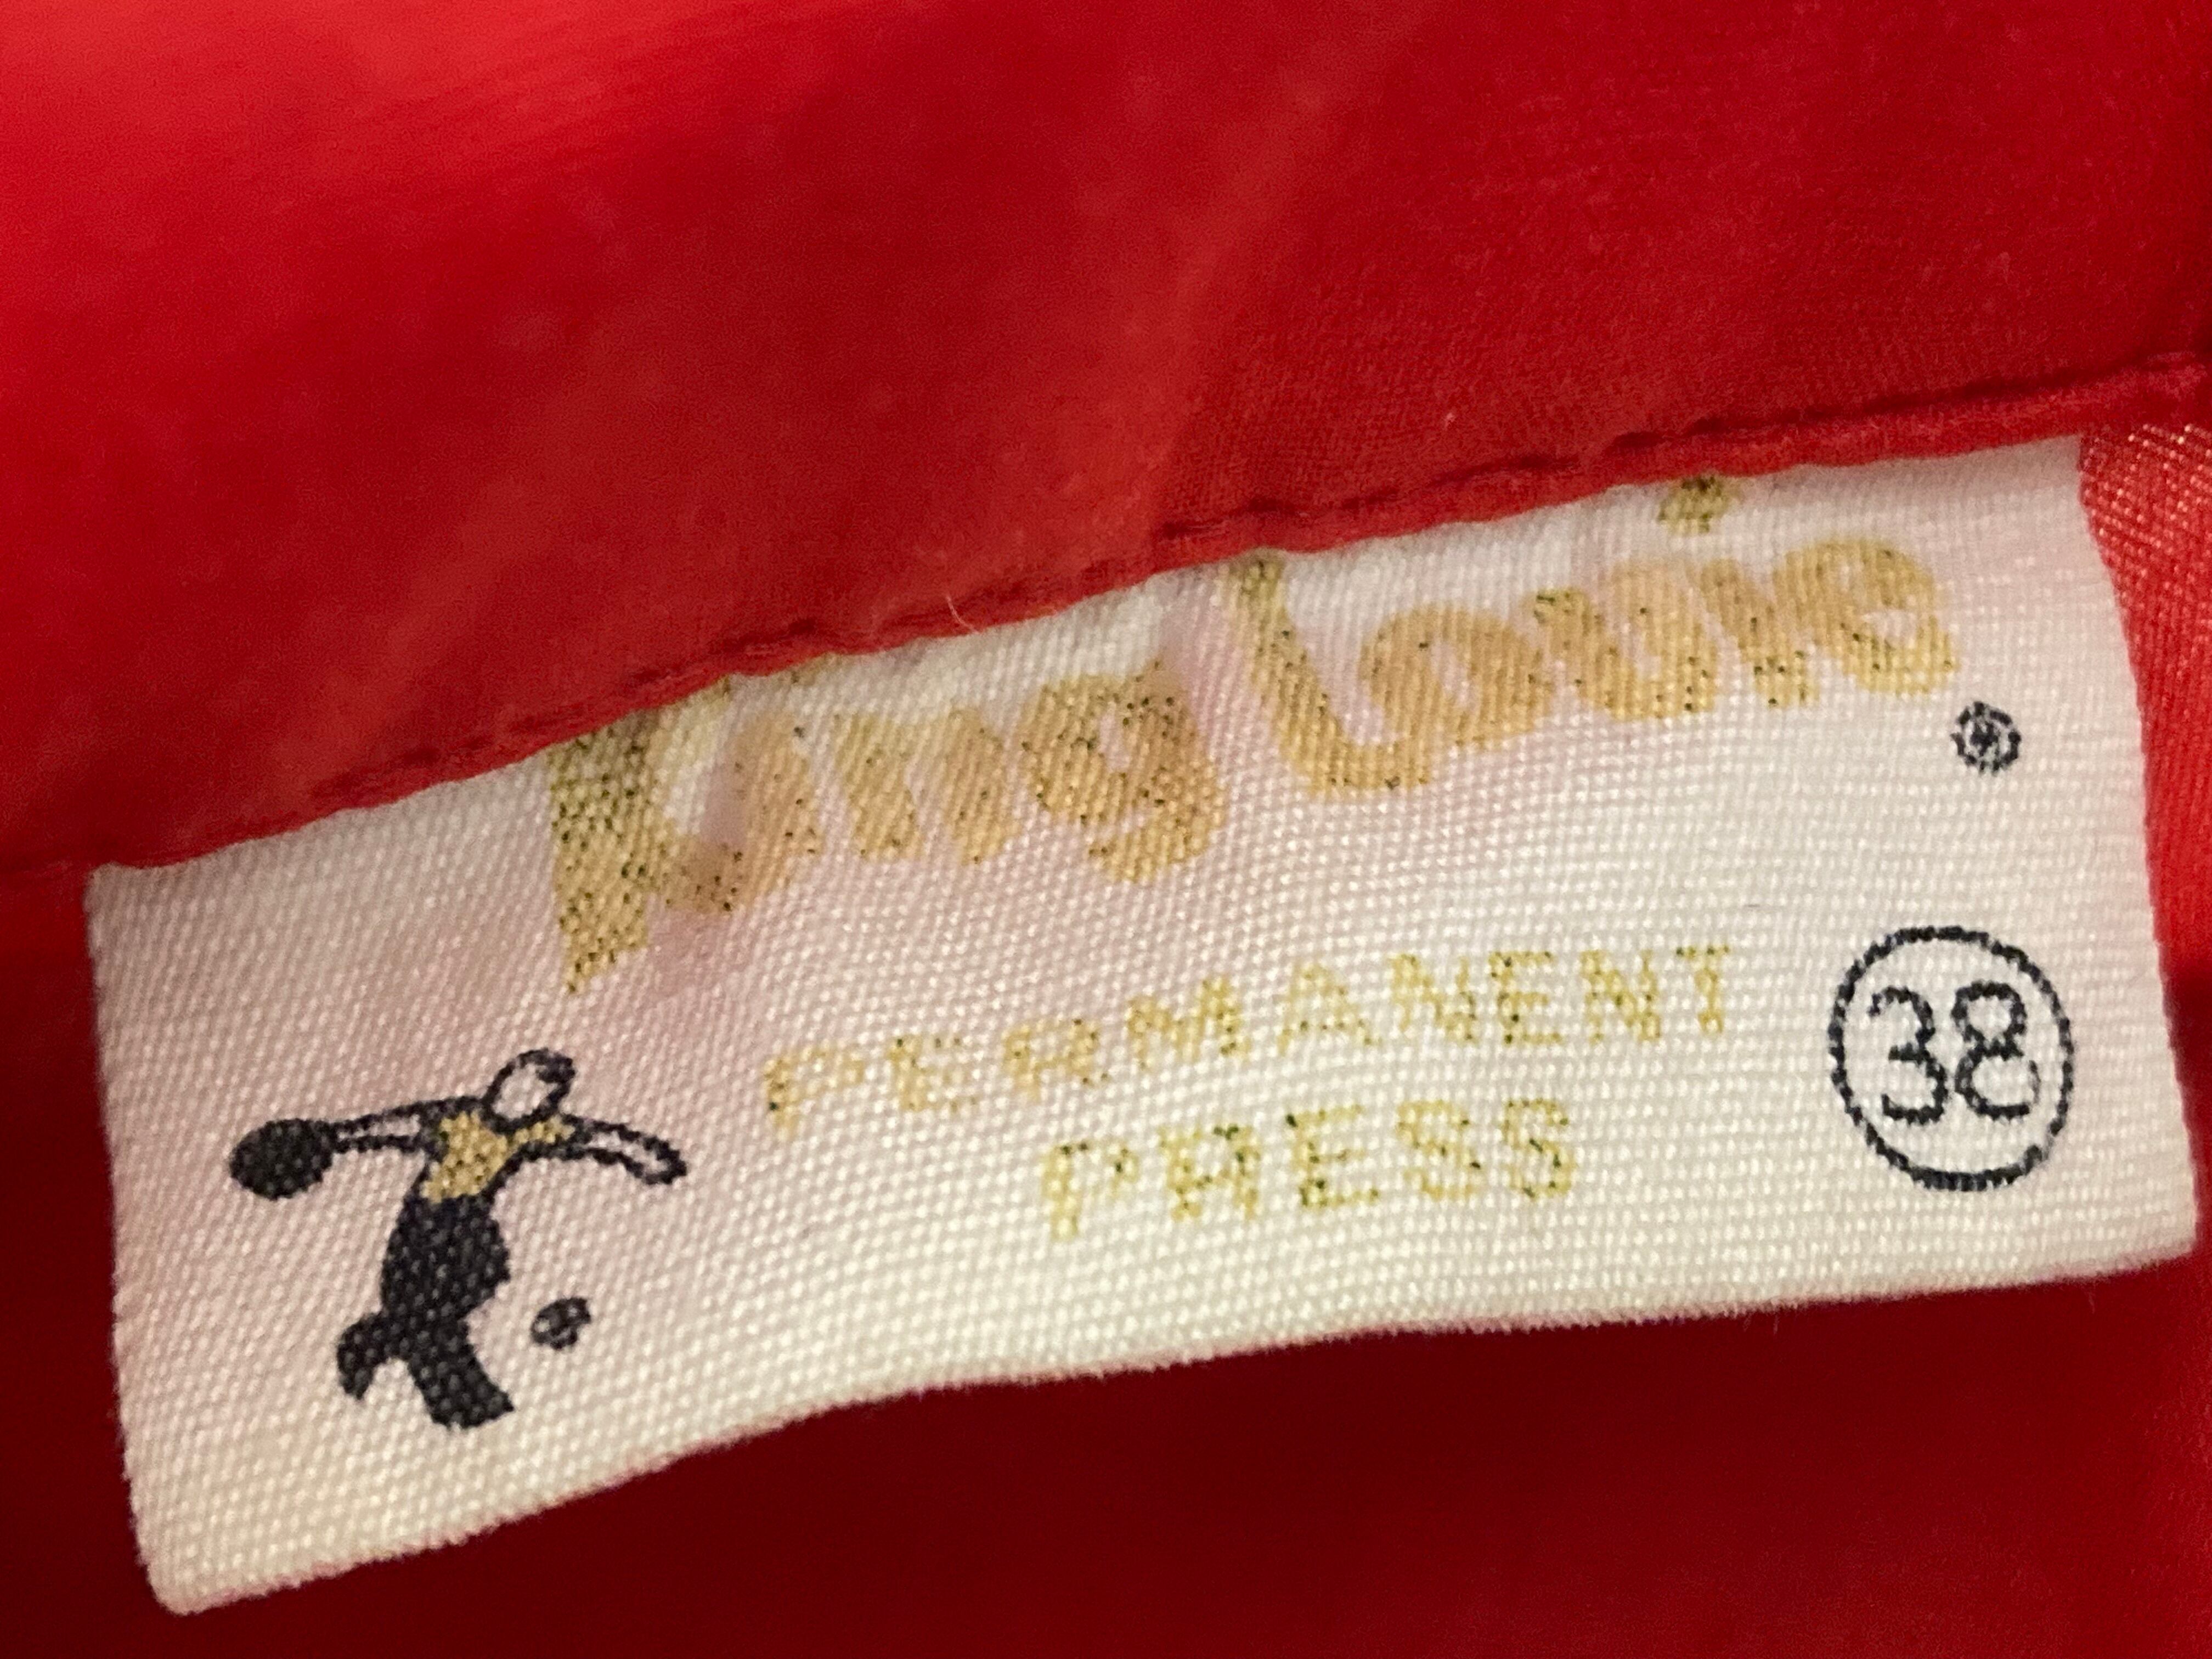 King Louie ®
PERMANENT
PRESS
38